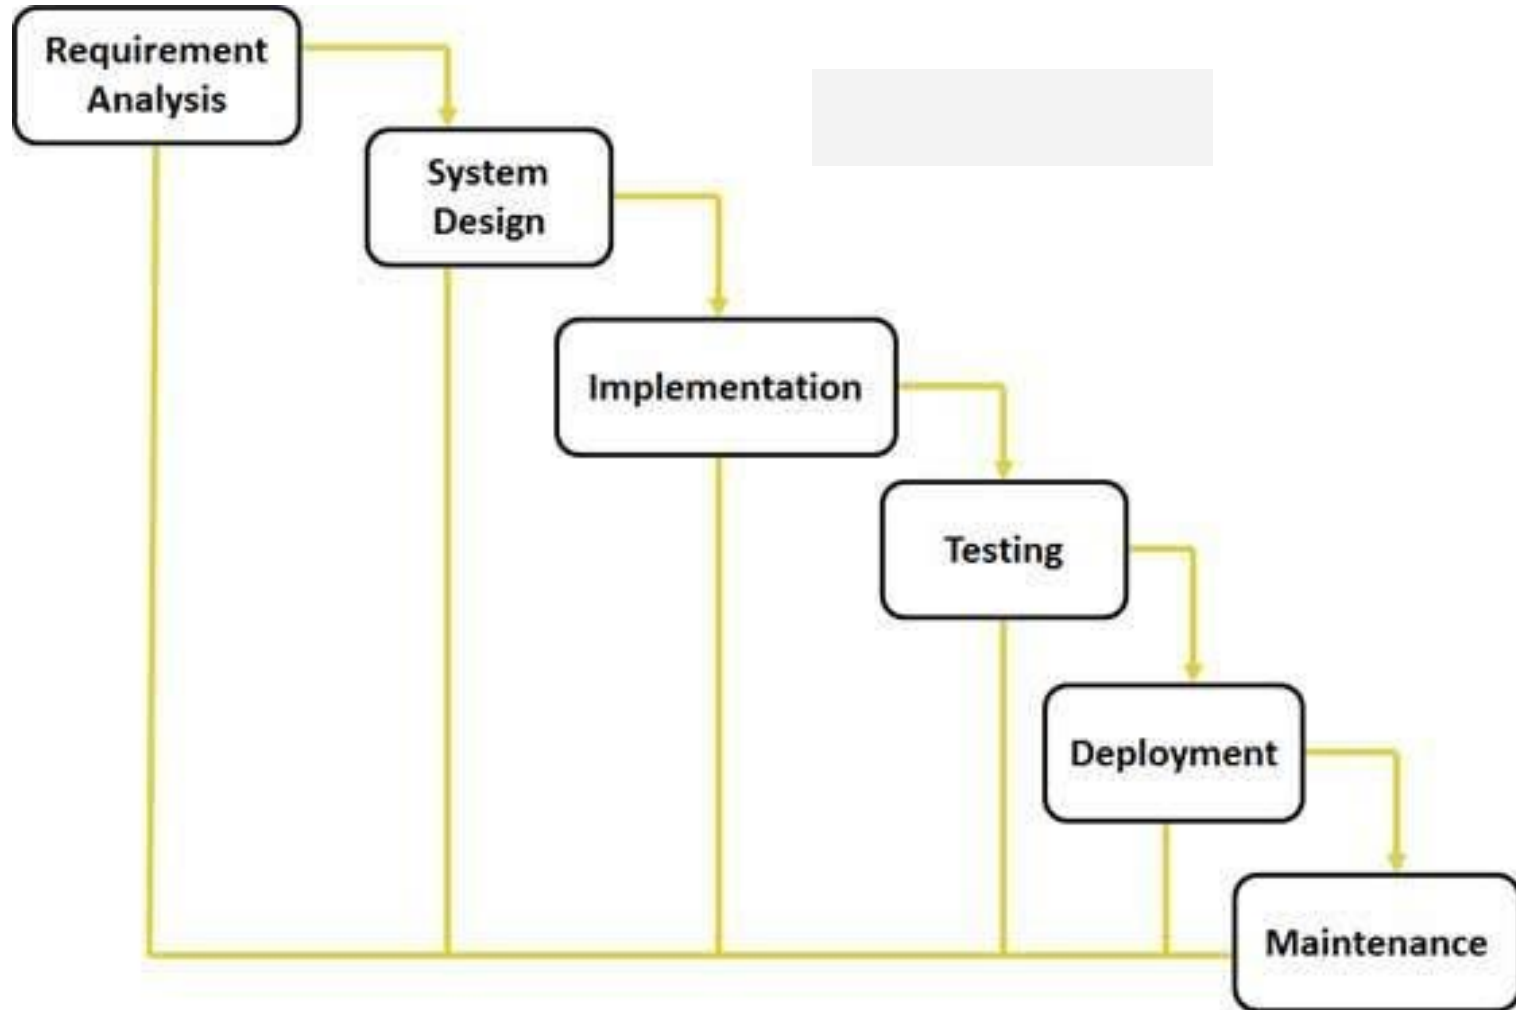 Requirement
Analysis
System
Design
Implementation
Testing
Deployment
Maintenance